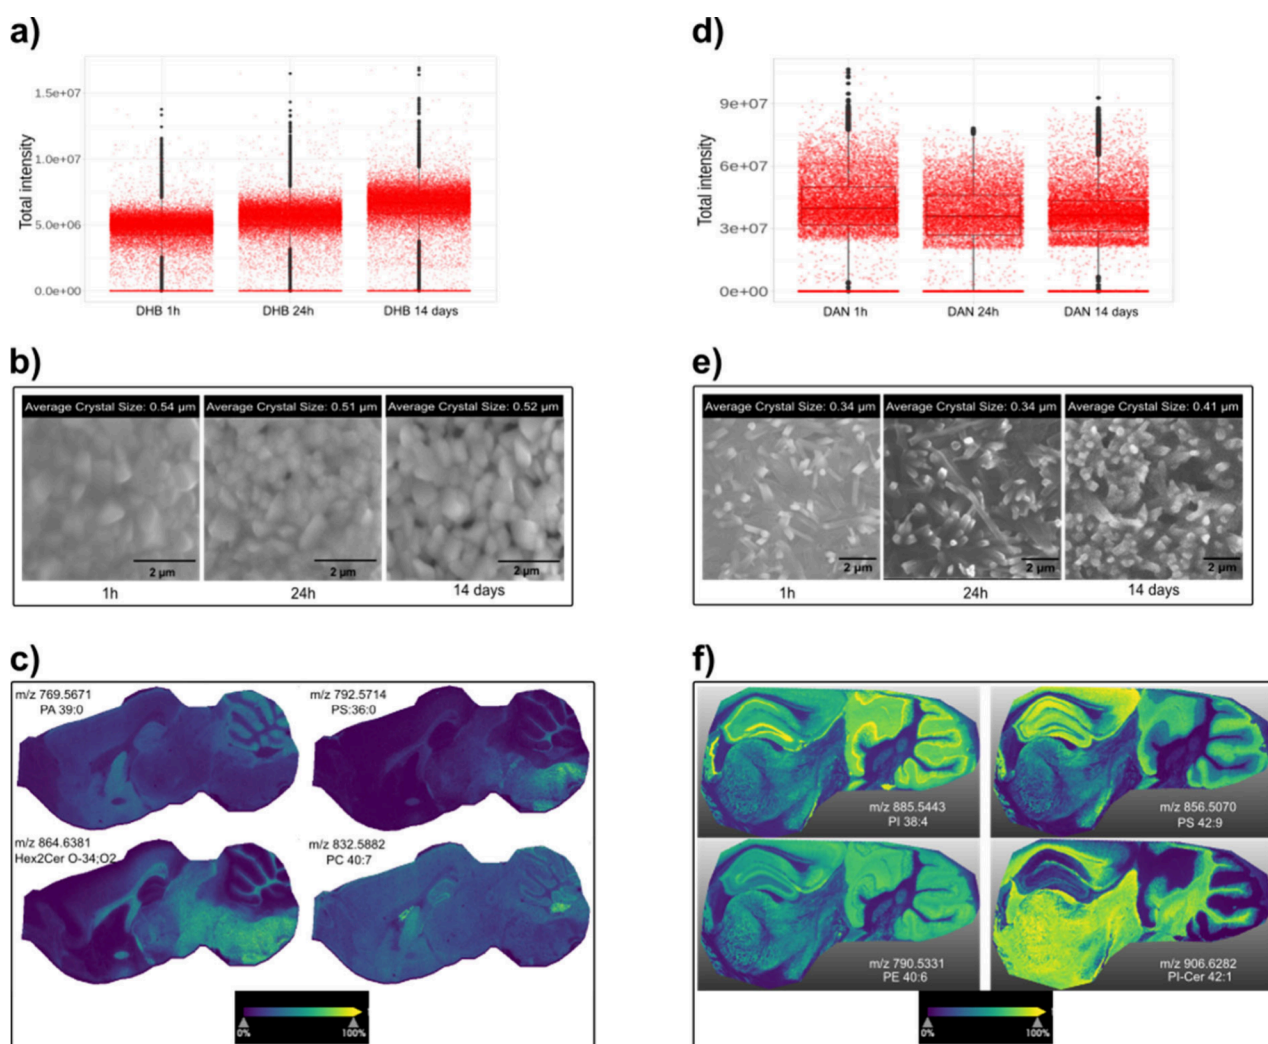 a)
Total intensity
1.5e+07
1.0e+07
5.0e+06
0.0e+00
DHB 1h
DHB 24h
DHB 14 days
b)
Average Crystal Size: 0.54 µm
Average Crystal Size: 0.51 µm
Average Crystal Size: 0.52 µm
2 µm
2 µm
2 µm
1h
24h
14 days
c)
m/z 769.5671
PA 39:0
m/z 792.5714
PS:36:0
m/z 864.6381
Hex2Cer O-34;O2
m/z 832.5882
PC 40:7
0%
100%
d)
Total intensity
9e+07
6e+07
3e+07
0e+00
DAN 1h
DAN 24h
DAN 14 days
e)
Average Crystal Size: 0.34 µm
Average Crystal Size: 0.34 µm
Average Crystal Size: 0.41 µm
2 µm
2 µm
2 µm
1h
24h
14 days
f)
m/z 885.5443
PI 38:4
m/z 856.5070
PS 42:9
m/z 790.5331
PE 40:6
m/z 906.6282
PI-Cer 42:1
0%
100%